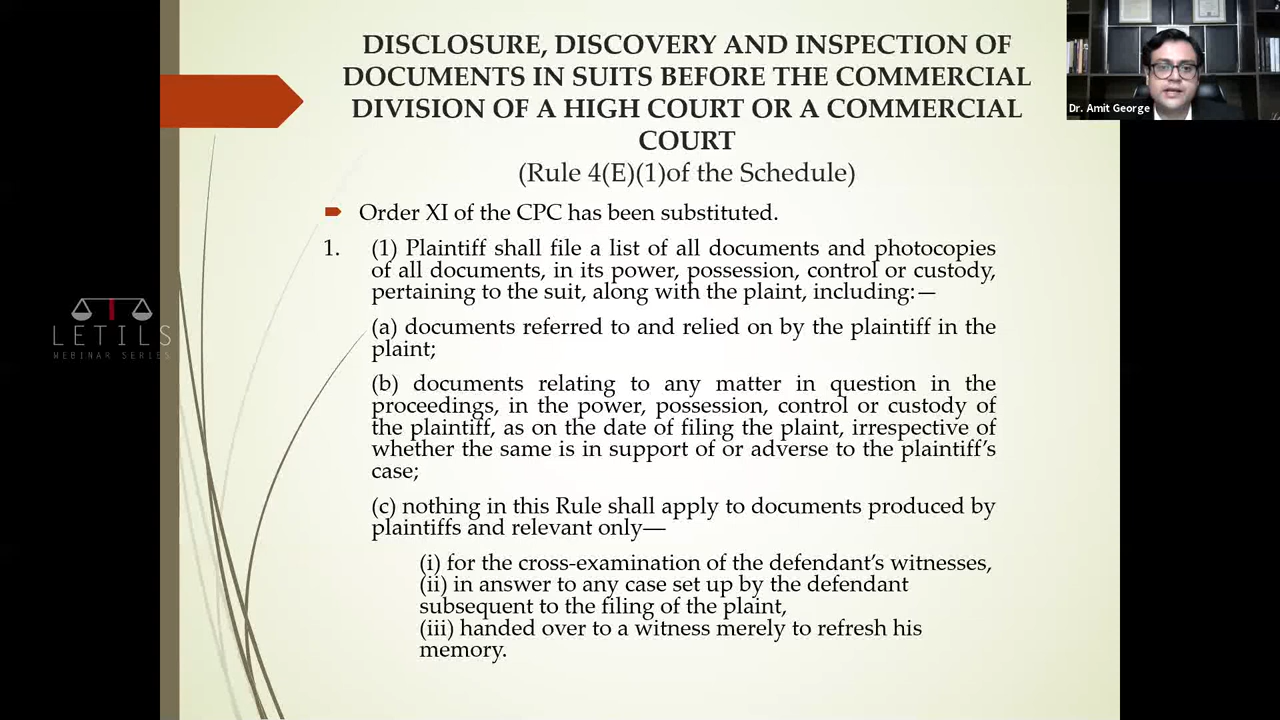 DISCLOSURE, DISCOVERY AND INSPECTION OF
DOCUMENTS IN SUITS BEFORE THE COMMERCIAL
DIVISION OF A HIGH COURT OR A COMMERCIAL
COURT
(Rule 4(E)(1)of the Schedule)
Dr. Amit George
Order XI of the CPC has been substituted.
1. (1) Plaintiff shall file a list of all documents and photocopies
of all documents, in its power, possession, control or custody,
pertaining to the suit, along with the plaint, including:—
(a) documents referred to and relied on by the plaintiff in the
plaint;
(b) documents relating to any matter in question in the
proceedings, in the power, possession, control or custody of
the plaintiff, as on the date of filing the plaint, irrespective of
whether the same is in support of or adverse to the plaintiff's
case;
(c) nothing in this Rule shall apply to documents produced by
plaintiffs and relevant only—
(i) for the cross-examination of the defendant's witnesses,
(ii) in answer to any case set up by the defendant
subsequent to the filing of the plaint,
(iii) handed over to a witness merely to refresh his
memory.
LETILS
WEBINAR SERIES